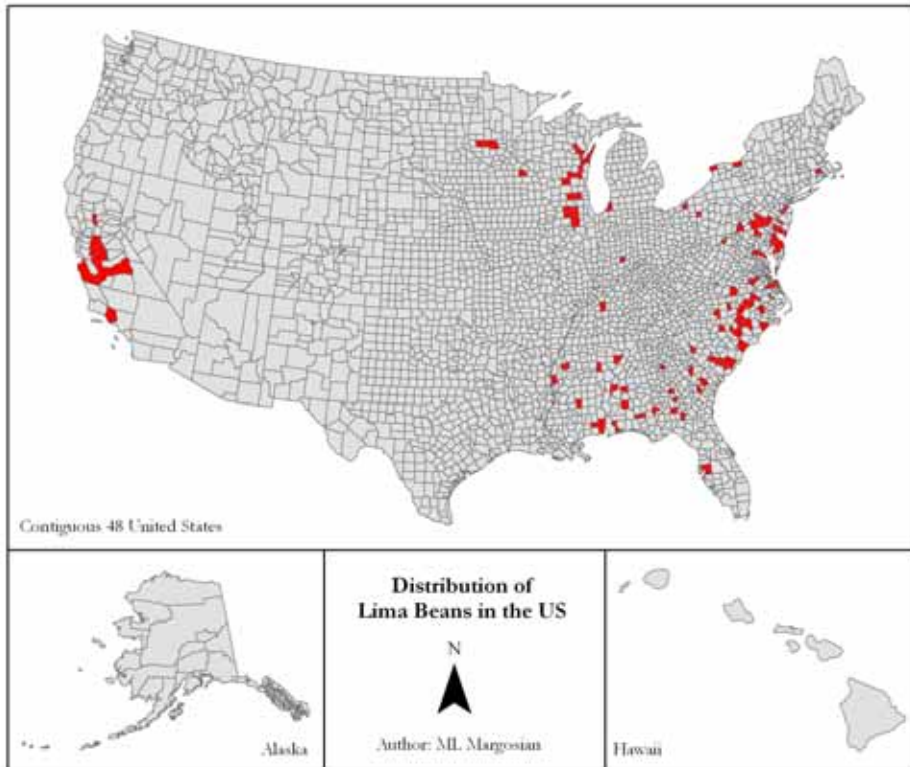 Contiguous 48 United States
Alaska
Distribution of
Lima Beans in the US
N
Author: ML Margosian
Hawaii